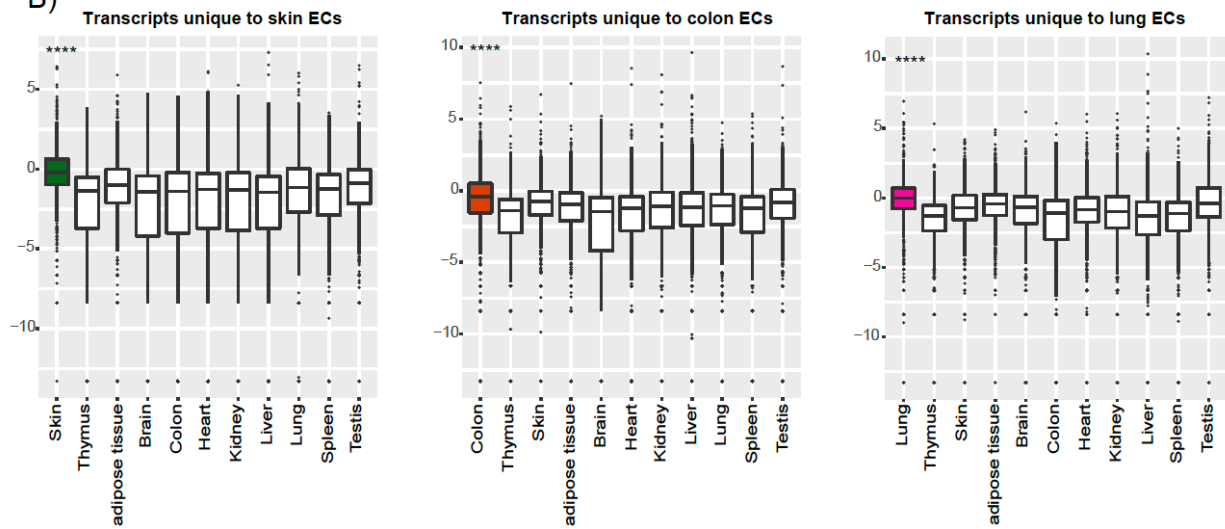 B)
Transcripts unique to skin ECs
****
5
0
−5
−10
Skin
Thymus
adipose tissue
Brain
Colon
Heart
Kidney
Liver
Lung
Spleen
Testis
Transcripts unique to colon ECs
10
****
5
0
−5
−10
Colon
Thymus
Skin
adipose tissue
Brain
Heart
Kidney
Liver
Lung
Spleen
Testis
Transcripts unique to lung ECs
10
****
5
0
−5
−10
Lung
Thymus
Skin
adipose tissue
Brain
Colon
Heart
Kidney
Liver
Spleen
Testis